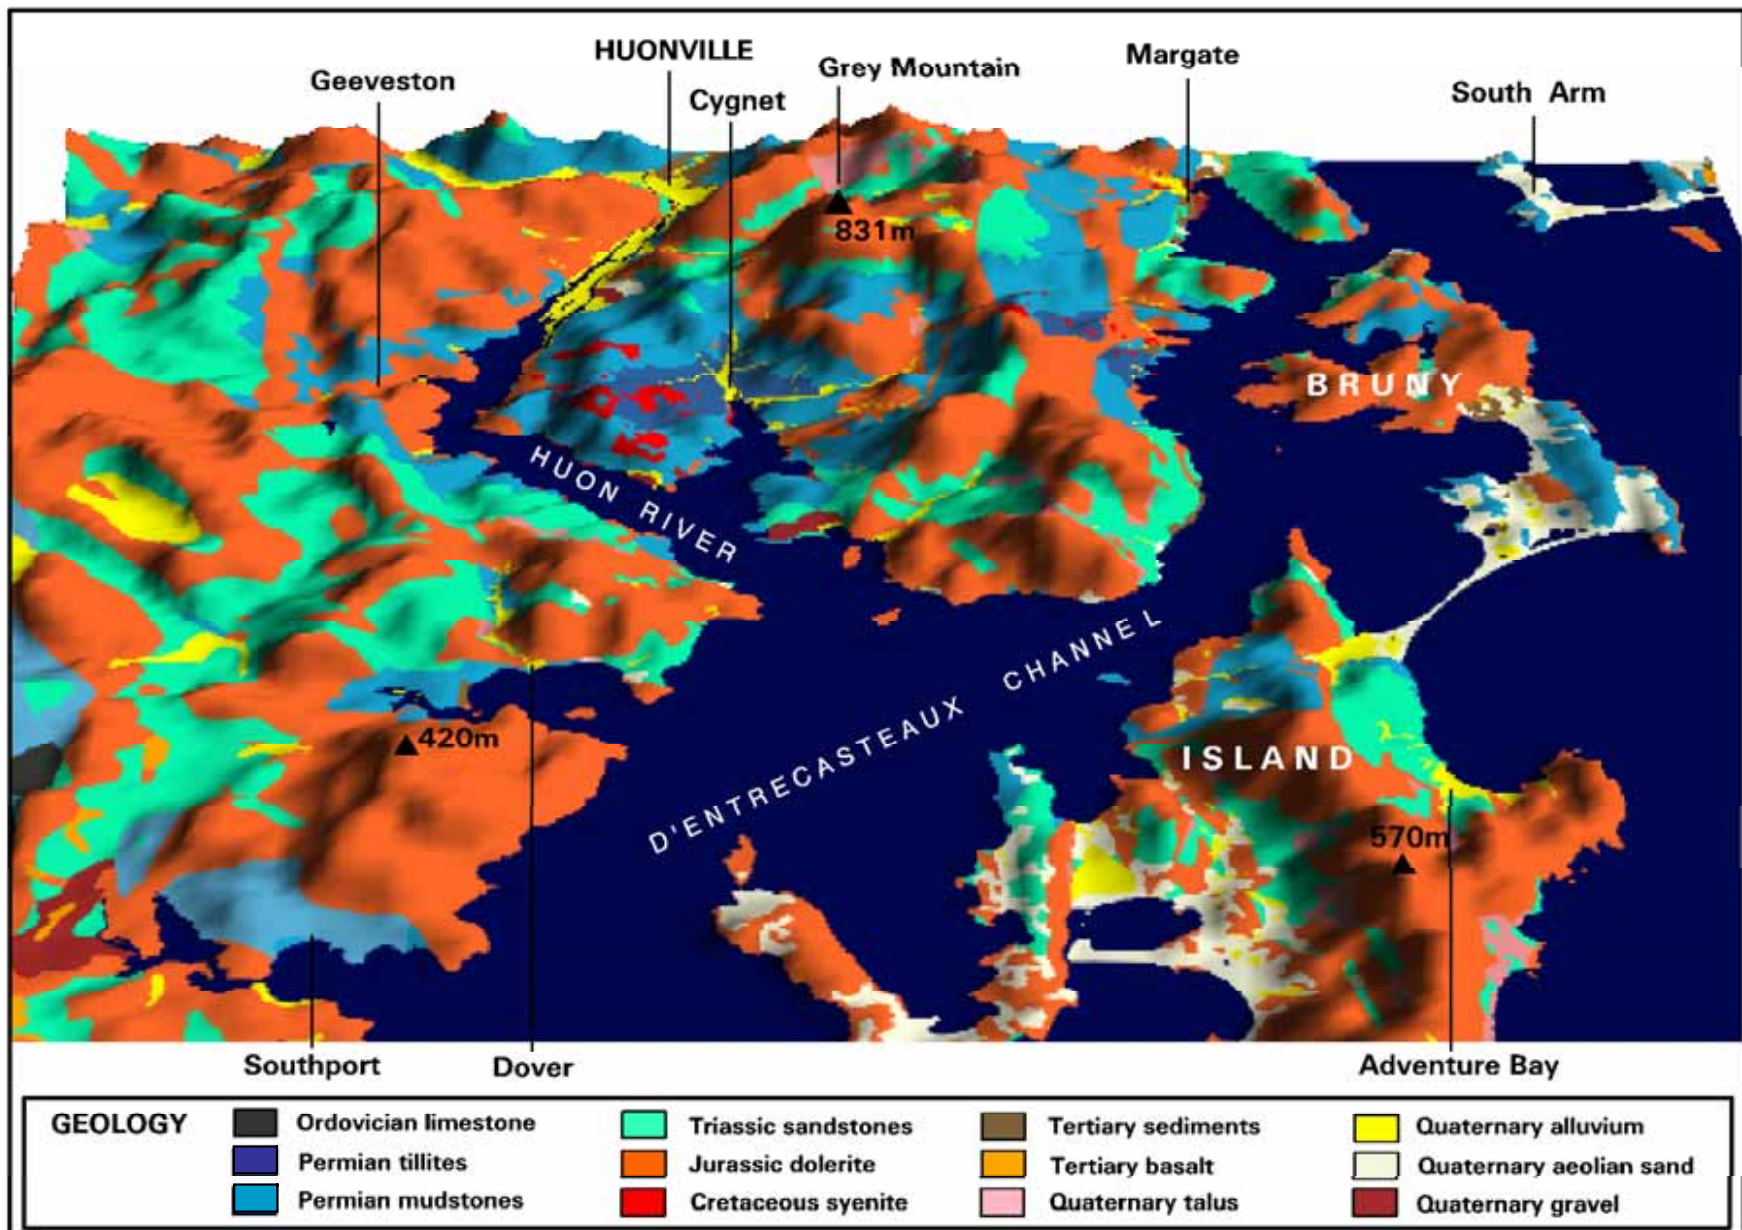 HUONVILLE
Grey Mountain
Margate
Geeveston
Cygnet
South Arm
831m
BRUNY
HUON RIVER
D'ENTRECASTEAUX CHANNEL
ISLAND
420m
570m
Southport
Dover
Adventure Bay
GEOLOGY
Ordovician limestone
Permian tillites
Permian mudstones
Triassic sandstones
Jurassic dolerite
Cretaceous syenite
Tertiary sediments
Tertiary basalt
Quaternary talus
Quaternary alluvium
Quaternary aeolian sand
Quaternary gravel